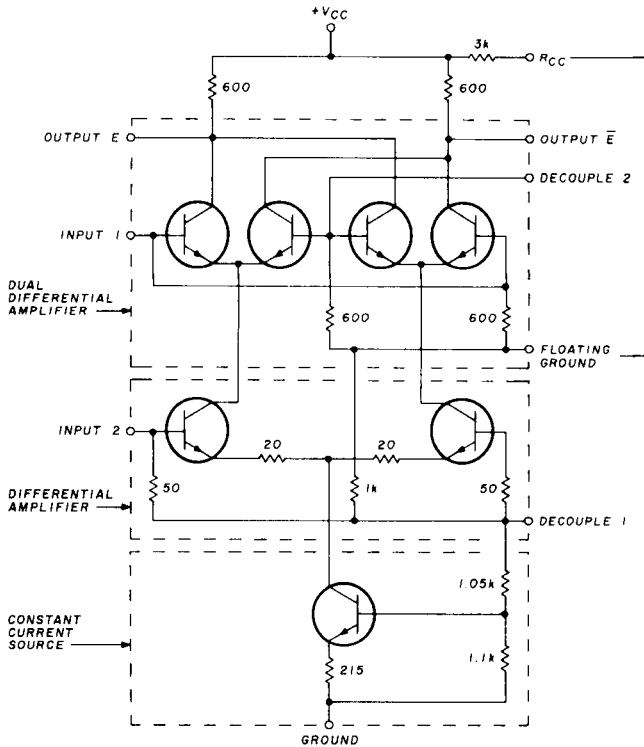 +VCC
3k
RCC
600
600
OUTPUT E
OUTPUT E̅
DECOUPLE 2
INPUT 1
DUAL
DIFFERENTIAL
AMPLIFIER
600
600
FLOATING
GROUND
INPUT 2
20
20
50
1k
50
DIFFERENTIAL
AMPLIFIER
DECOUPLE 1
1.05k
CONSTANT
CURRENT
SOURCE
1.1k
215
GROUND